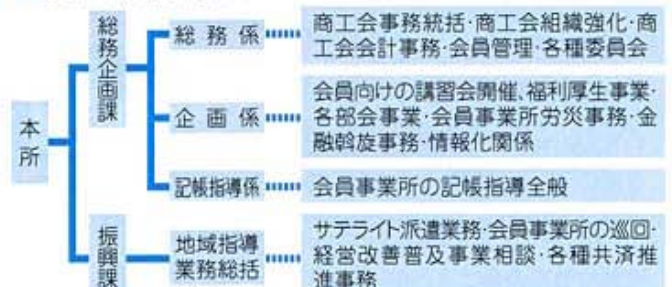 本所
総務企画課
総務係
商工会事務統括・商工会組織強化・商
工会会計事務・会員管理・各種委員会
企画係
会員向けの講習会開催、福利厚生事業・
各部会事業・会員事業所労災事務・金
融斡旋事務・情報化関係
記帳指導係
会員事業所の記帳指導全般
振興課
地域指導
業務総括
サテライト派遣業務・会員事業所の巡回・
経営改善普及事業相談・各種共済推
進事務